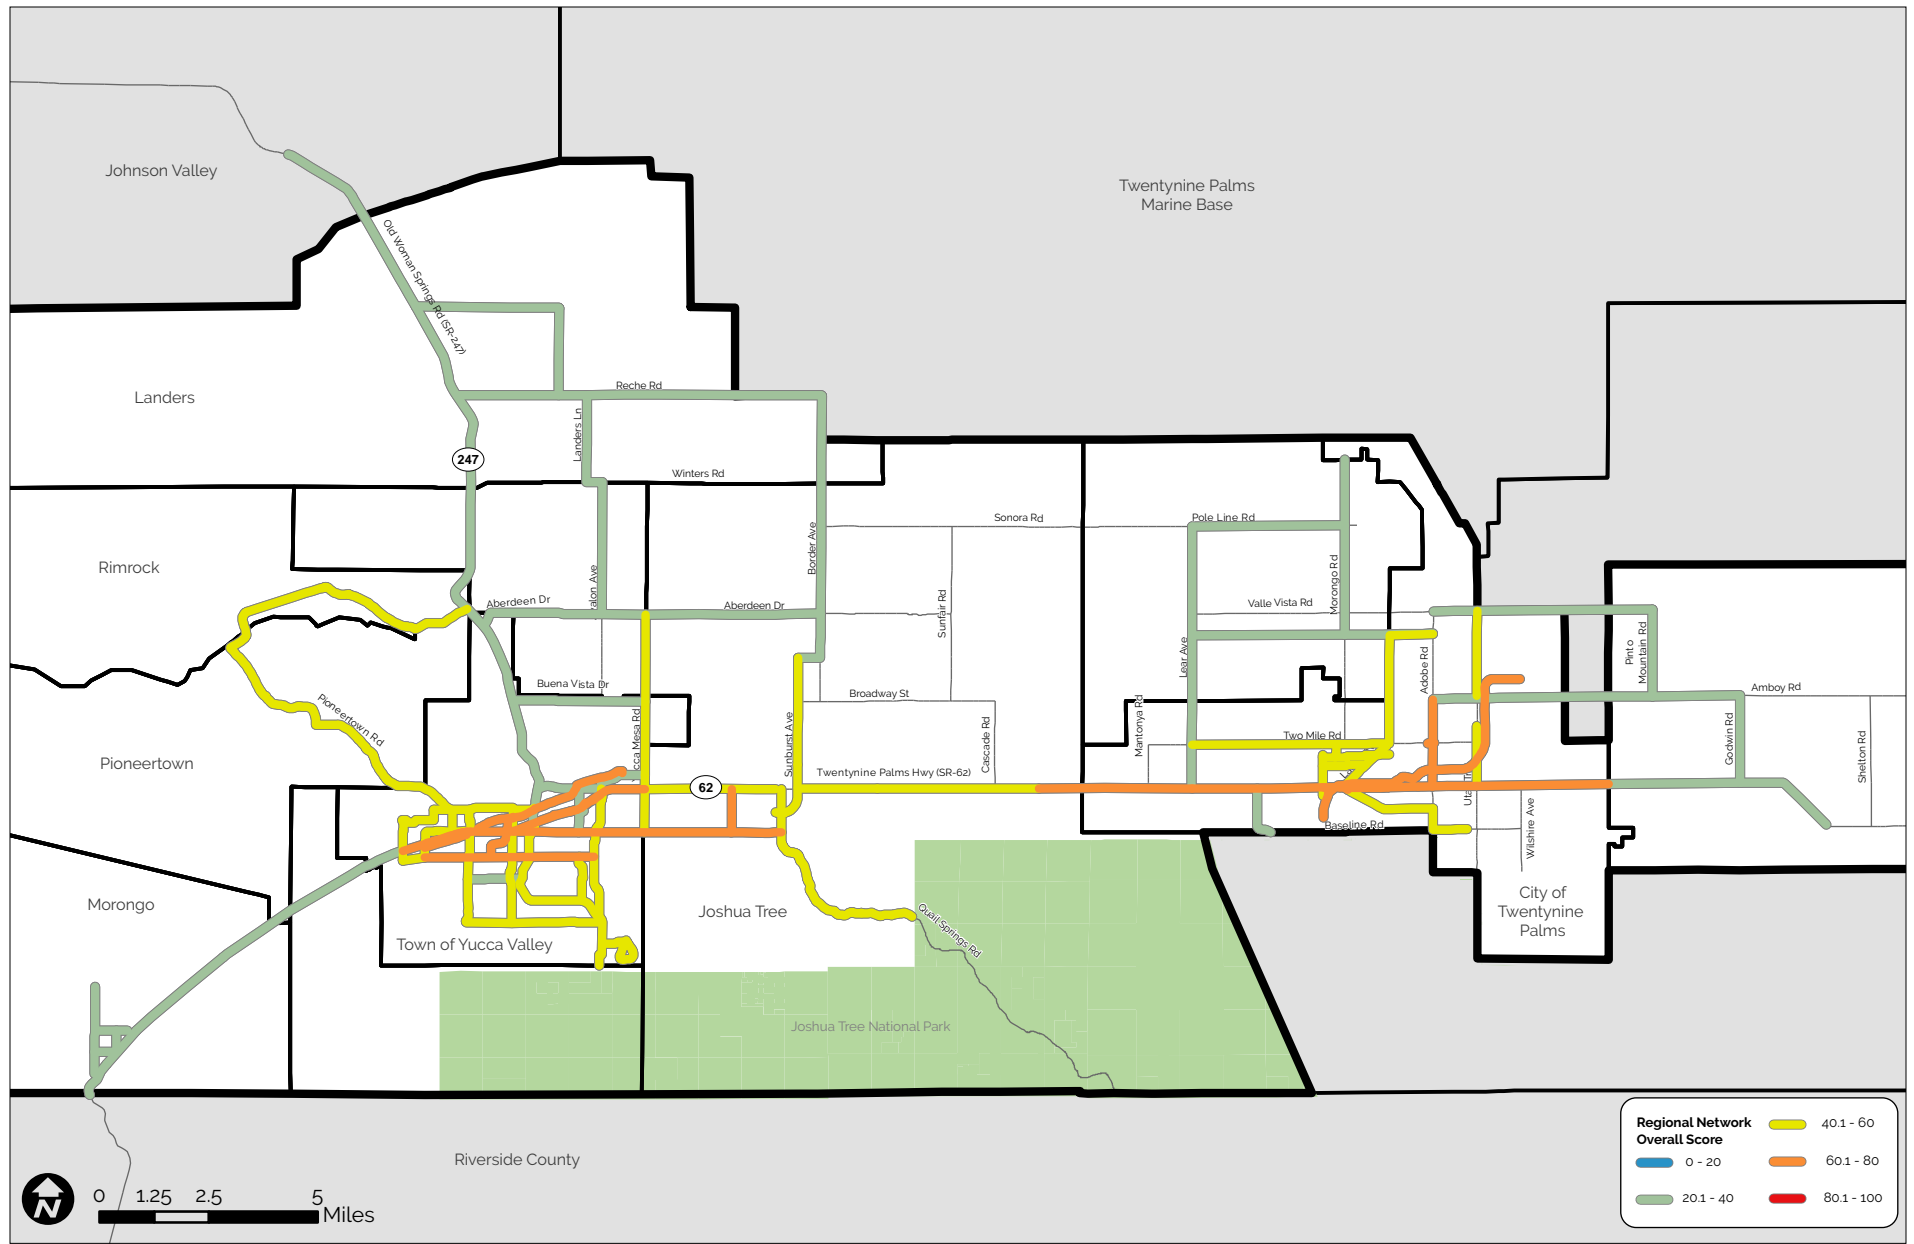 Johnson Valley
Twentynine Palms
Marine Base
Old Woman Springs Rd (SR-247)
Landers
Reche Rd
Landers Ln
247
Winters Rd
Sonora Rd
Pole Line Rd
Border Ave
Rimrock
Morongo Rd
Aberdeen Dr
Aberdeen Dr
Sunfair Rd
Valle Vista Rd
Lear Ave
Adobe Rd
Pinto
Mountain Rd
Buena Vista Dr
Broadway St
Amboy Rd
Pioneertown Rd
Sunburst Ave
Cascade Rd
Mantonya Rd
Two Mile Rd
Godwin Rd
Shelton Rd
Pioneertown
Twentynine Palms Hwy (SR-62)
62
Baseline Rd
Wilshire Ave
Morongo
Joshua Tree
Quail Springs Rd
City of
Twentynine
Palms
Town of Yucca Valley
Joshua Tree National Park
Riverside County
N
0 1.25 2.5 5
Miles
Regional Network
Overall Score
0 - 20
20.1 - 40
40.1 - 60
60.1 - 80
80.1 - 100